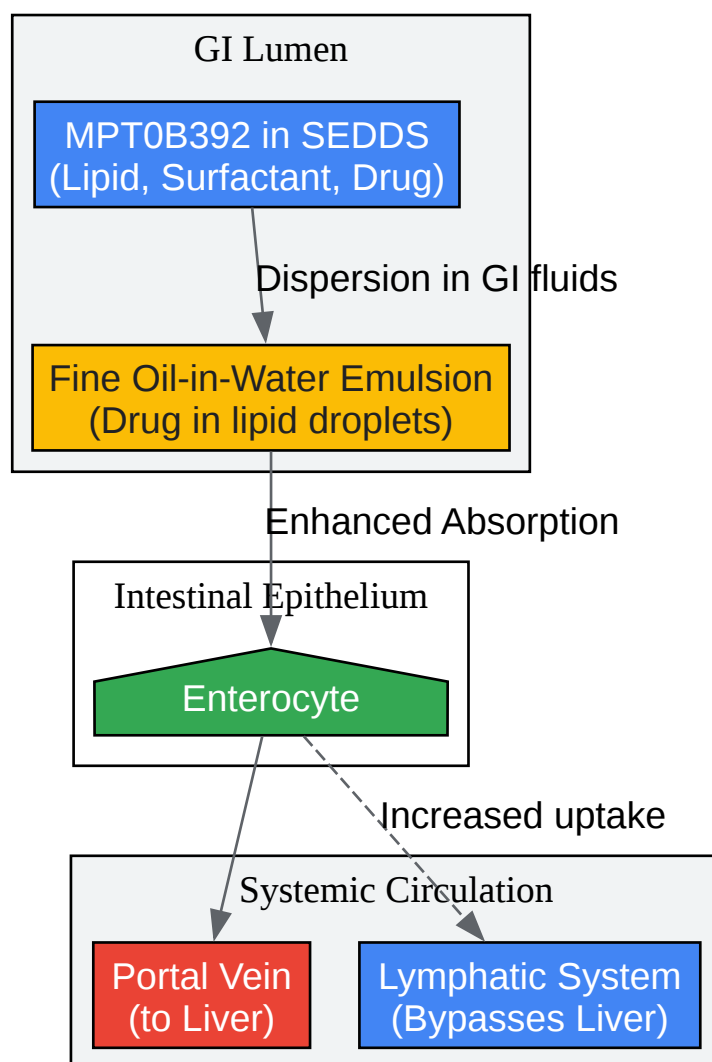 GI Lumen
MPT0B392 in SEDDS
(Lipid, Surfactant, Drug)
Dispersion in GI fluids
Fine Oil-in-Water Emulsion
(Drug in lipid droplets)
Enhanced Absorption
Intestinal Epithelium
Enterocyte
Increased uptake
Systemic Circulation
Portal Vein
(to Liver)
Lymphatic System
(Bypasses Liver)